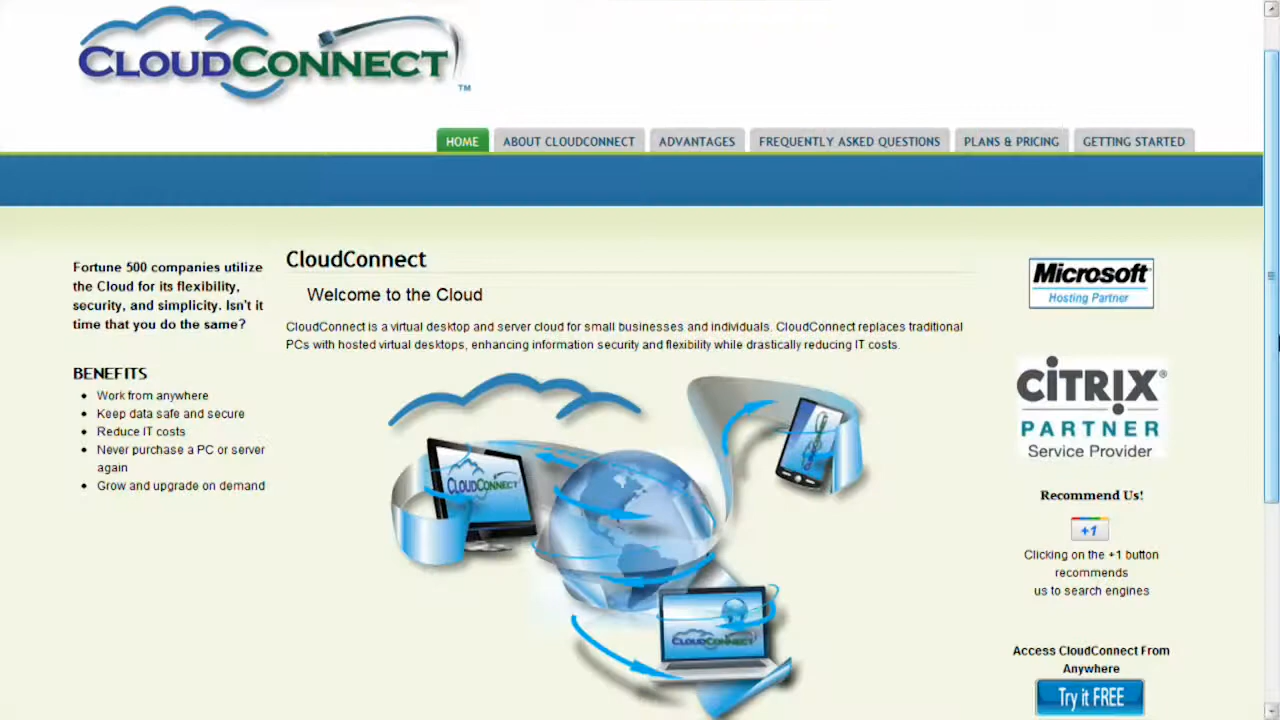 CLOUDCONNECT
TM
HOME
ABOUT CLOUDCONNECT
ADVANTAGES
FREQUENTLY ASKED QUESTIONS
PLANS & PRICING
GETTING STARTED
Fortune 500 companies utilize
the Cloud for its flexibility,
security, and simplicity. Isn't it
time that you do the same?
BENEFITS
Work from anywhere
Keep data safe and secure
Reduce IT costs
Never purchase a PC or server
again
Grow and upgrade on demand
CloudConnect
Welcome to the Cloud
CloudConnect is a virtual desktop and server cloud for small businesses and individuals. CloudConnect replaces traditional
PCs with hosted virtual desktops, enhancing information security and flexibility while drastically reducing IT costs.
CLOUDCONNECT
CLOUDCONNECT
CLOUDCONNECT
Microsoft
Hosting Partner
CİTRIX®
PARTNER
Service Provider
Recommend Us!
+1
Clicking on the +1 button
recommends
us to search engines
Access CloudConnect From
Anywhere
Try it FREE